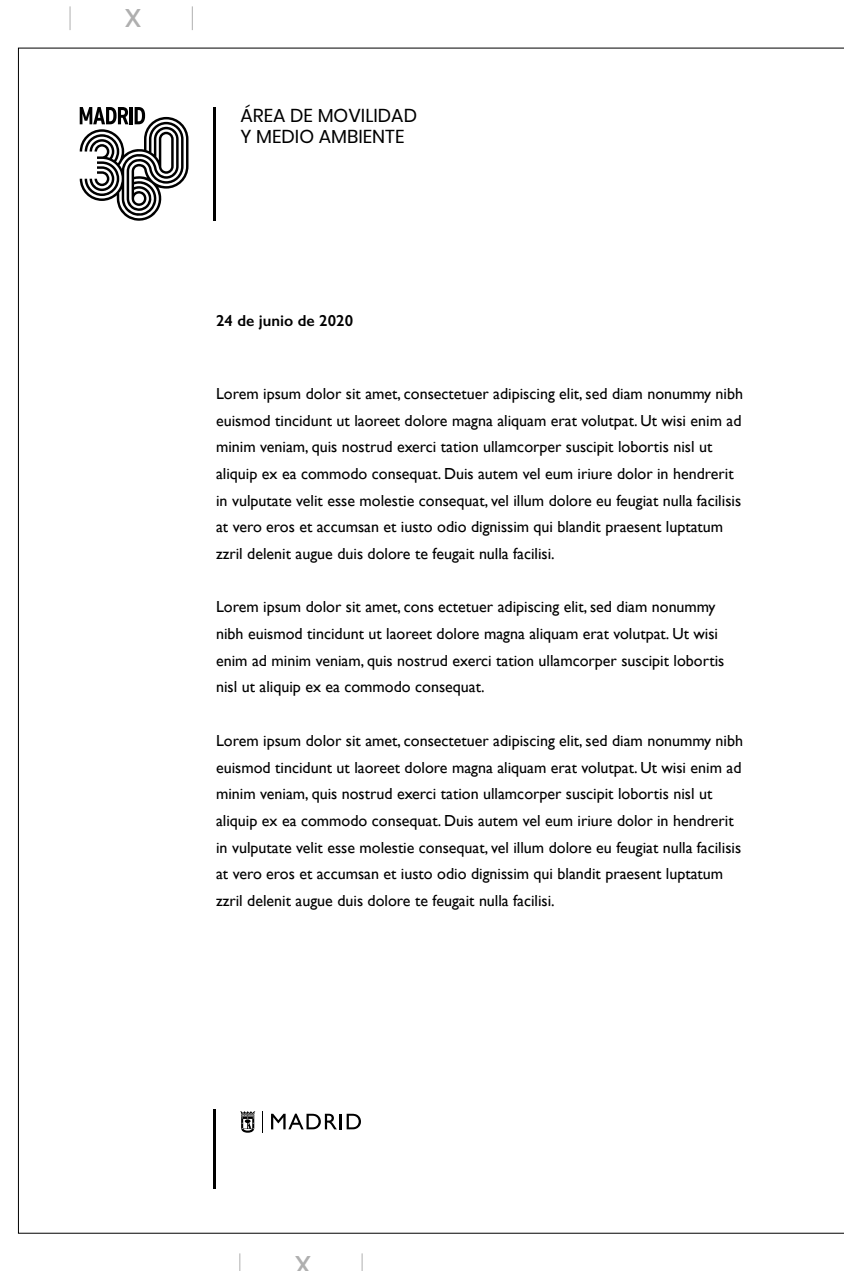 X
MADRID
360
ÁREA DE MOVILIDAD
Y MEDIO AMBIENTE
24 de junio de 2020
Lorem ipsum dolor sit amet, consectetuer adipiscing elit, sed diam nonummy nibh
euismod tincidunt ut laoreet dolore magna aliquam erat volutpat. Ut wisi enim ad
minim veniam, quis nostrud exerci tation ullamcorper suscipit lobortis nisl ut
aliquip ex ea commodo consequat. Duis autem vel eum iriure dolor in hendrerit
in vulputate velit esse molestie consequat, vel illum dolore eu feugiat nulla facilisis
at vero eros et accumsan et iusto odio dignissim qui blandit praesent luptatum
zzril delenit augue duis dolore te feugait nulla facilisi.
Lorem ipsum dolor sit amet, cons ectetuer adipiscing elit, sed diam nonummy
nibh euismod tincidunt ut laoreet dolore magna aliquam erat volutpat. Ut wisi
enim ad minim veniam, quis nostrud exerci tation ullamcorper suscipit lobortis
nisl ut aliquip ex ea commodo consequat.
Lorem ipsum dolor sit amet, consectetuer adipiscing elit, sed diam nonummy nibh
euismod tincidunt ut laoreet dolore magna aliquam erat volutpat. Ut wisi enim ad
minim veniam, quis nostrud exerci tation ullamcorper suscipit lobortis nisl ut
aliquip ex ea commodo consequat. Duis autem vel eum iriure dolor in hendrerit
in vulputate velit esse molestie consequat, vel illum dolore eu feugiat nulla facilisis
at vero eros et accumsan et iusto odio dignissim qui blandit praesent luptatum
zzril delenit augue duis dolore te feugait nulla facilisi.
MADRID
X